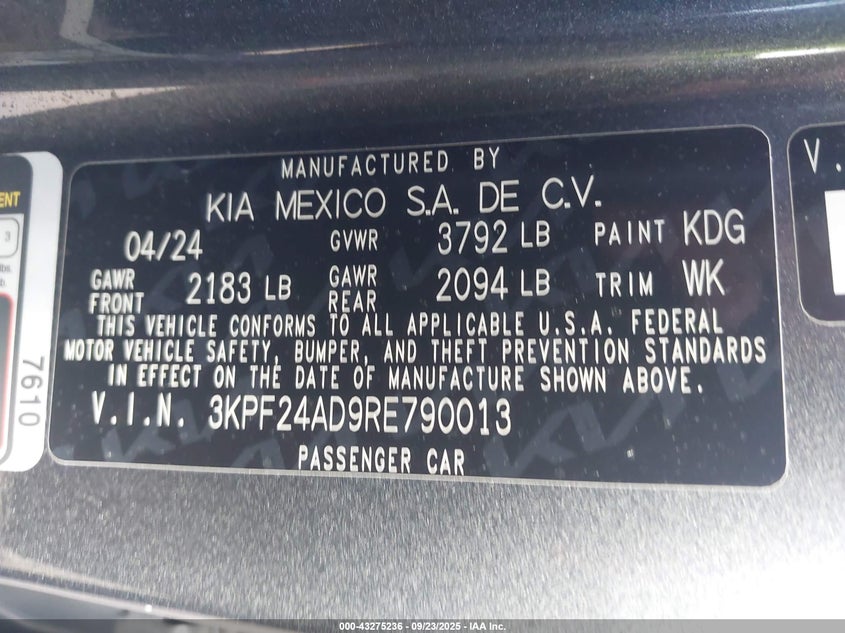 MANUFACTURED BY
KIA MEXICO S.A. DE C.V.
04/24 GVWR 3792 LB PAINT KDG
GAWR FRONT 2183 LB GAWR REAR 2094 LB TRIM WK
THIS VEHICLE CONFORMS TO ALL APPLICABLE U.S.A. FEDERAL
MOTOR VEHICLE SAFETY, BUMPER, AND THEFT PREVENTION STANDARDS
IN EFFECT ON THE DATE OF MANUFACTURE SHOWN ABOVE.
V.I.N. 3KPF24AD9RE790013
PASSENGER CAR
3
7610
V.
000-43275236 - 09/23/2025 - IAA Inc.